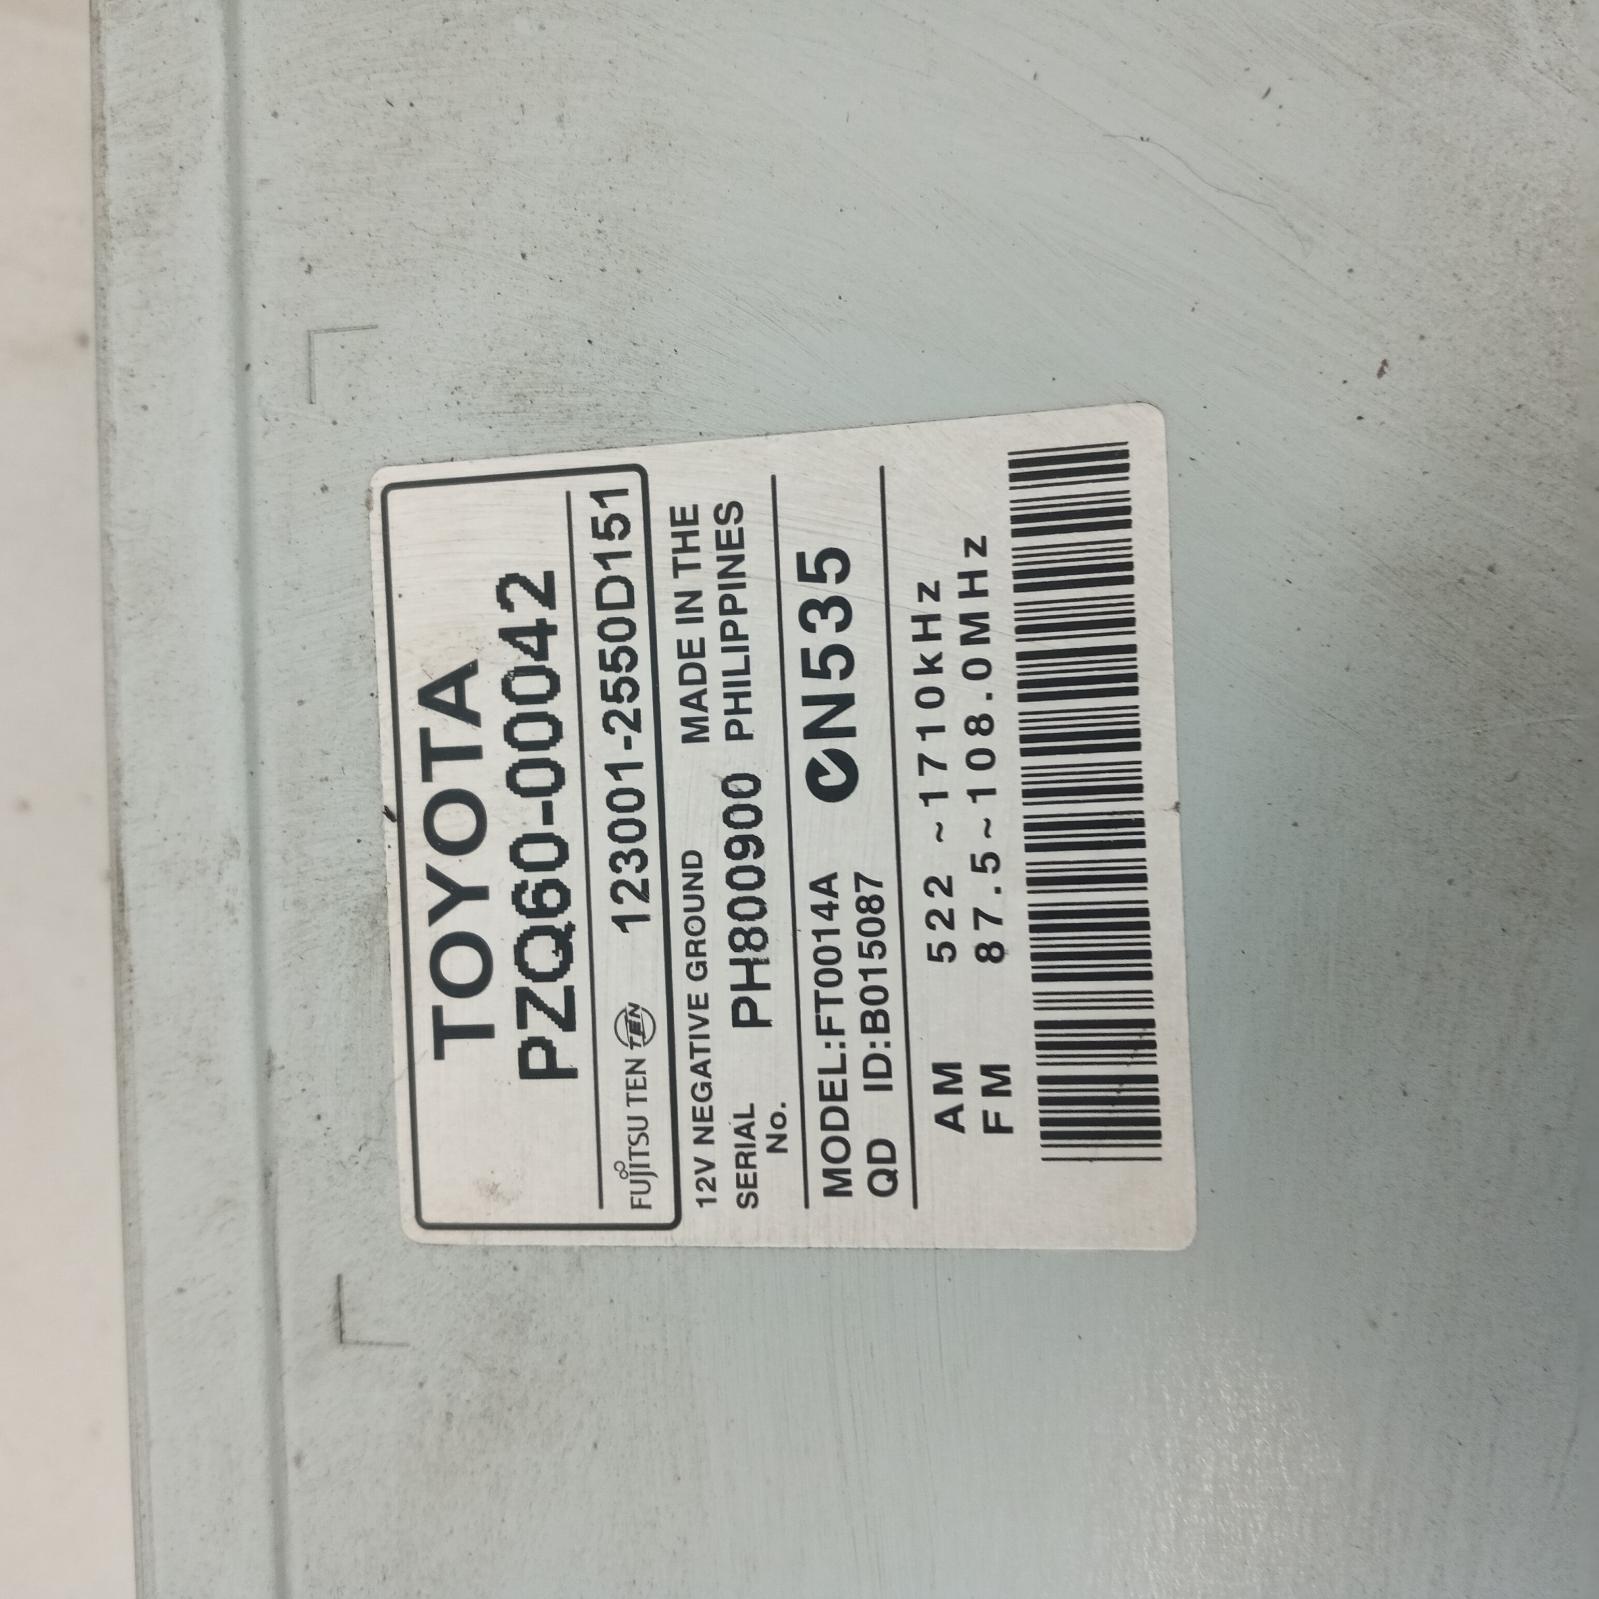 TOYOTA
PZQ60-00042
FUJITSU TEN TEN 123001-2550D151
12V NEGATIVE GROUND MADE IN THE
SERIAL No. PH800900 PHILIPPINES
MODEL:FT0014A N535
QD ID:B015087
AM 522~1710kHz
FM 87.5~108.0MHz